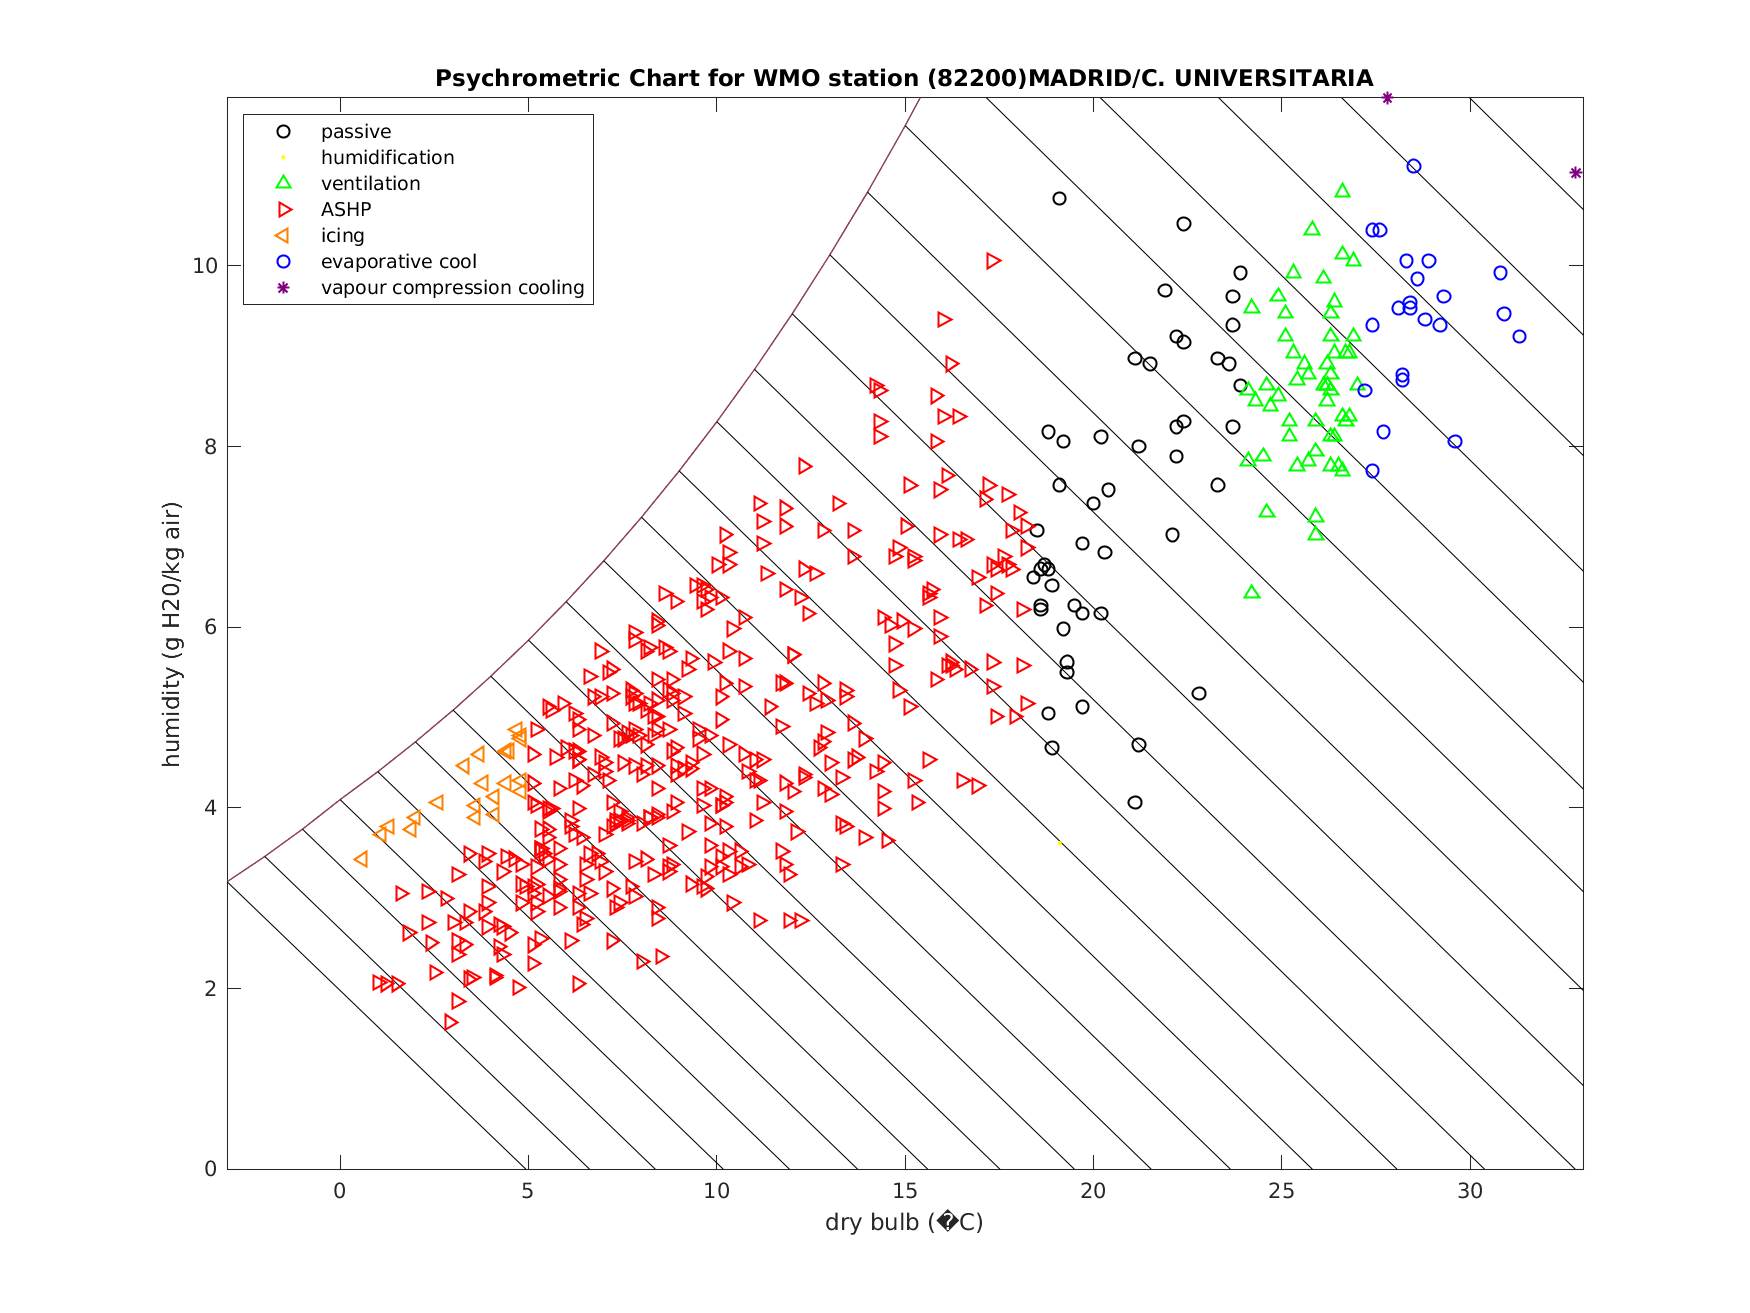 Psychrometric Chart for WMO station (82200)MADRID/C. UNIVERSITARIA
passive
humidification
ventilation
ASHP
icing
evaporative cool
vapour compression cooling
humidity (g H20/kg air)
10
8
6
4
2
0
0 5 10 15 20 25 30
dry bulb (�C)